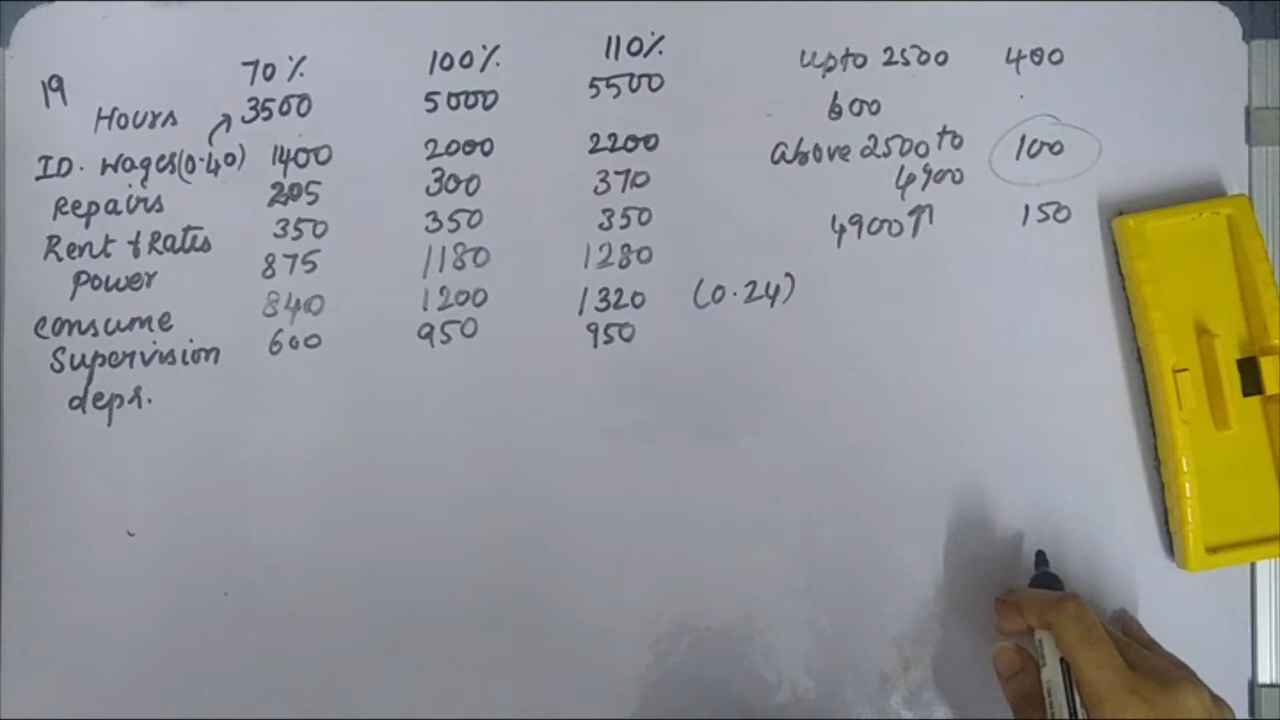 19 70% 100% 110%
Hours 3500 5000 5500
ID. Wages (0.40) 1400 2000 2200
Repairs 205 300 370
Rent & Rates 350 350 350
Power 875 1180 1280
Consume 840 1200 1320 (0.24)
Supervision 600 950 950
depr.
upto 2500 400
600
above 2500 to 100
4900
4900↑ 150